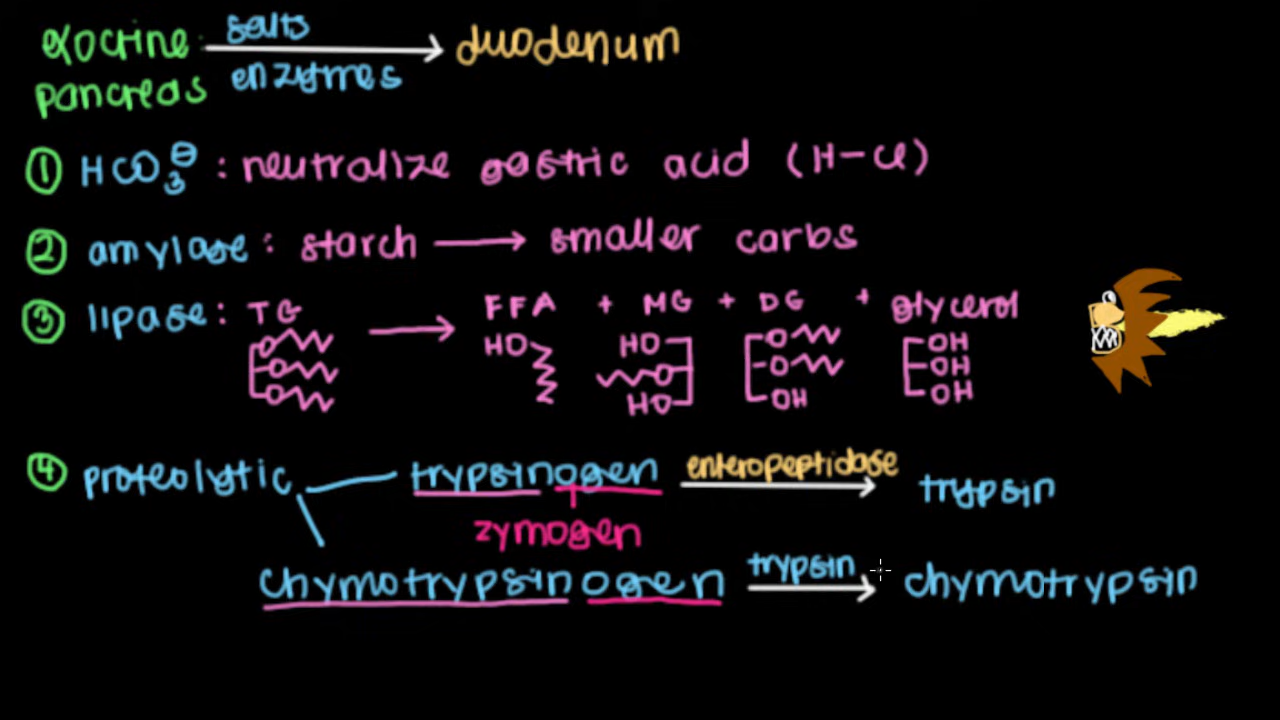 exocrine salts duodenum
pancreas enzymes
1 HCO3⊖ : neutralize gastric acid (H-Cl)
2 amylase: starch → smaller carbs
3 lipase: TG → FFA + MG + DG + glycerol
O HO HO O OH
O O O OH
O HO OH OH
4 proteolytic trypsinogen enteropeptidase → trypsin
zymogen
chymotrypsinogen trypsin → chymotrypsin